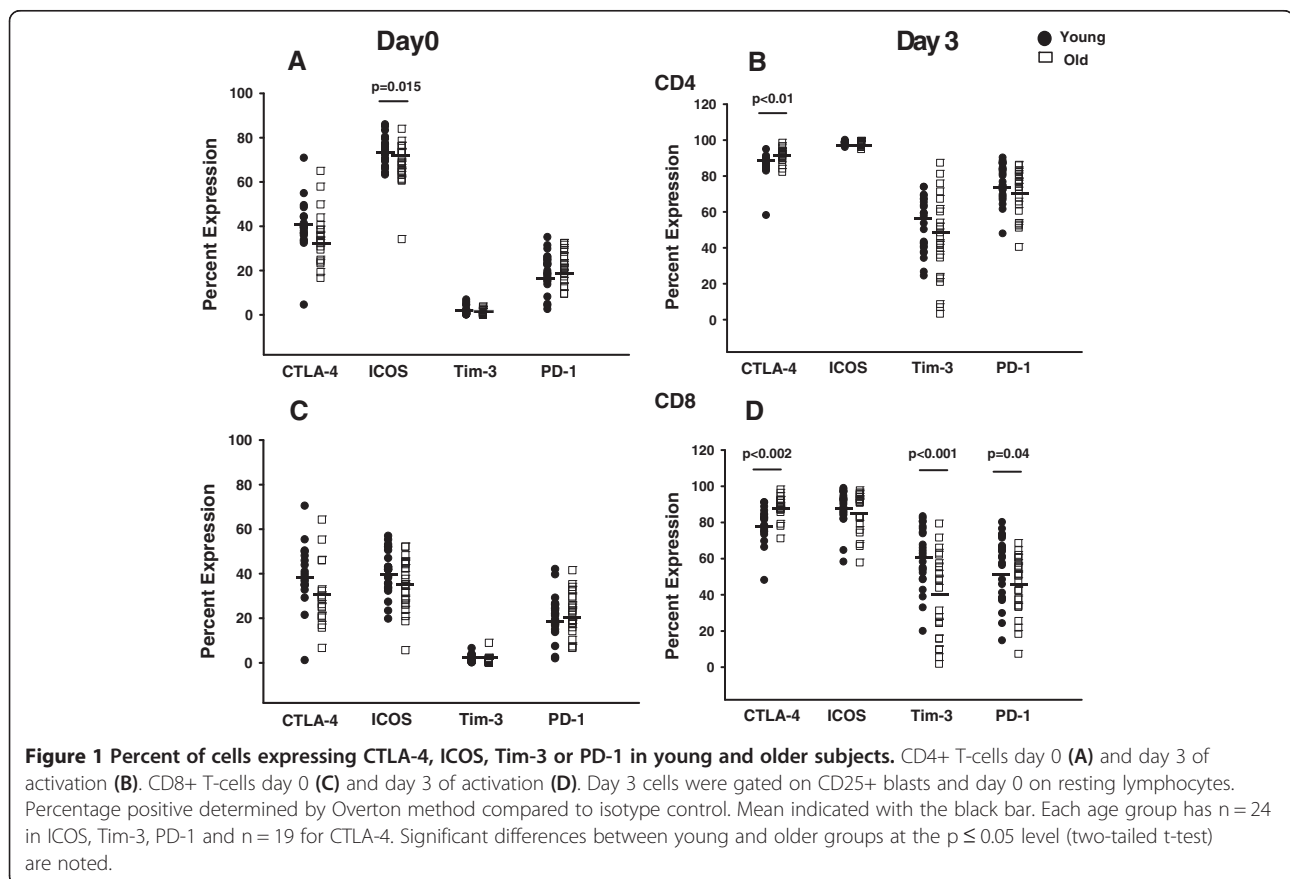 Day0
Day 3
Young
Old
A
p=0.015
Percent Expression
100
80
60
40
20
0
CTLA-4 ICOS Tim-3 PD-1
B
CD4
p<0.01
Percent Expression
120
100
80
60
40
20
0
CTLA-4 ICOS Tim-3 PD-1
C
Percent Expression
100
80
60
40
20
0
CTLA-4 ICOS Tim-3 PD-1
CD8
D
p<0.002 p<0.001 p=0.04
Percent Expression
120
100
80
60
40
20
0
CTLA-4 ICOS Tim-3 PD-1
Figure 1 Percent of cells expressing CTLA-4, ICOS, Tim-3 or PD-1 in young and older subjects. CD4+ T-cells day 0 (A) and day 3 of
activation (B). CD8+ T-cells day 0 (C) and day 3 of activation (D). Day 3 cells were gated on CD25+ blasts and day 0 on resting lymphocytes.
Percentage positive determined by Overton method compared to isotype control. Mean indicated with the black bar. Each age group has n = 24
in ICOS, Tim-3, PD-1 and n = 19 for CTLA-4. Significant differences between young and older groups at the p ≤ 0.05 level (two-tailed t-test)
are noted.